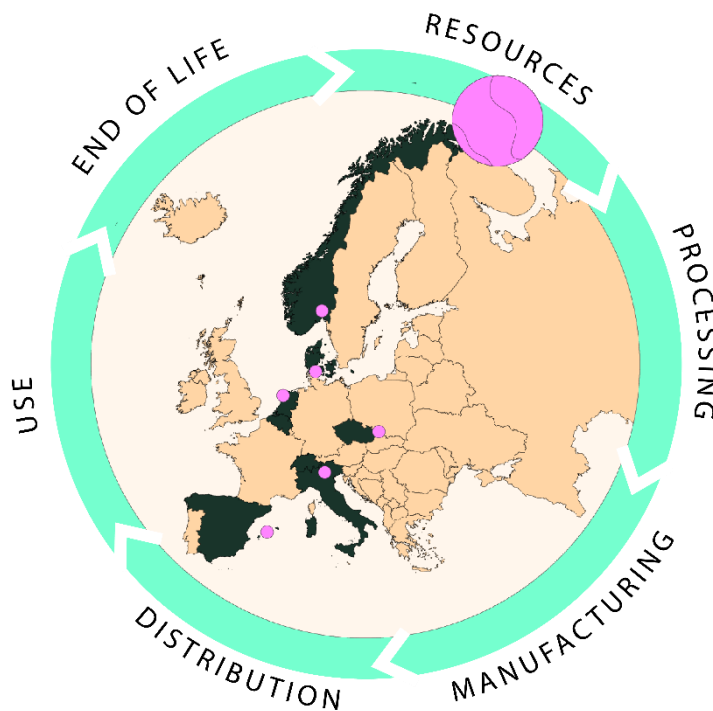 RESOURCES
PROCESSING
MANUFACTURING
DISTRIBUTION
USE
END OF LIFE